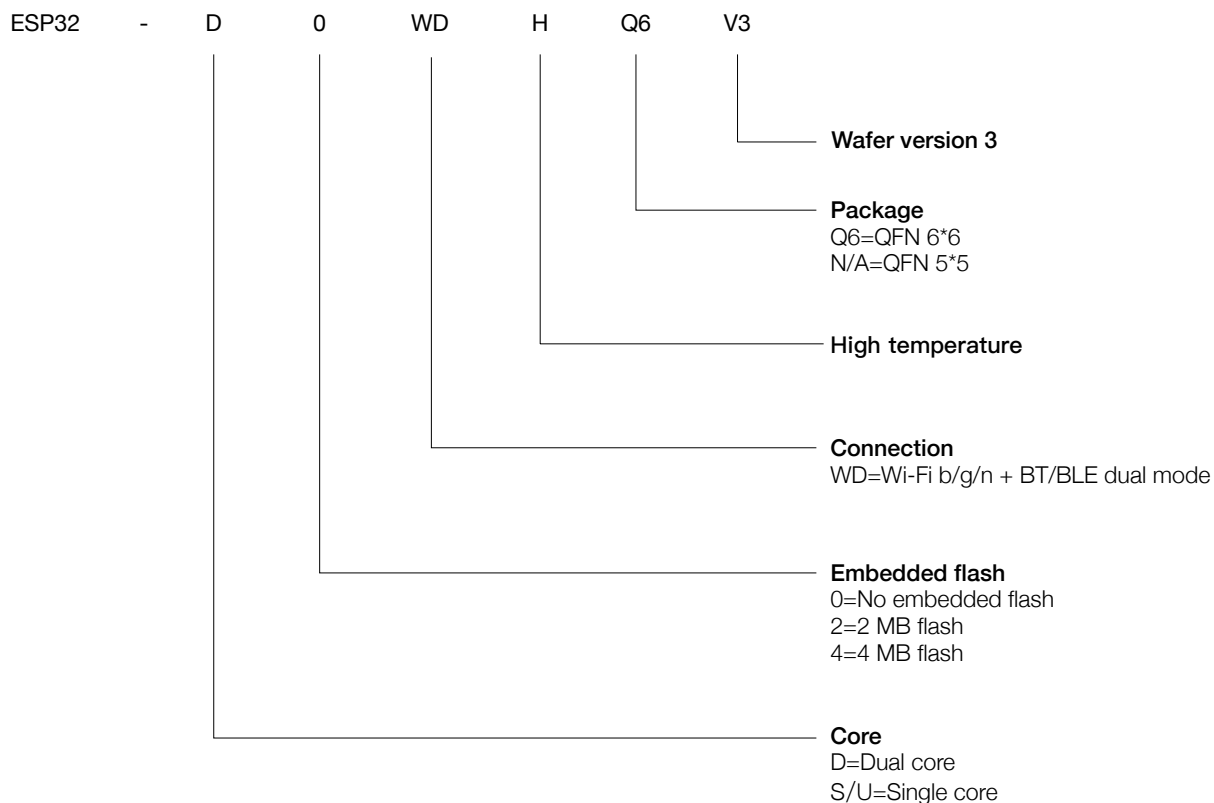 ESP32 - D 0 WD H Q6 V3
Wafer version 3
Package
Q6=QFN 6*6
N/A=QFN 5*5
High temperature
Connection
WD=Wi-Fi b/g/n + BT/BLE dual mode
Embedded flash
0=No embedded flash
2=2 MB flash
4=4 MB flash
Core
D=Dual core
S/U=Single core